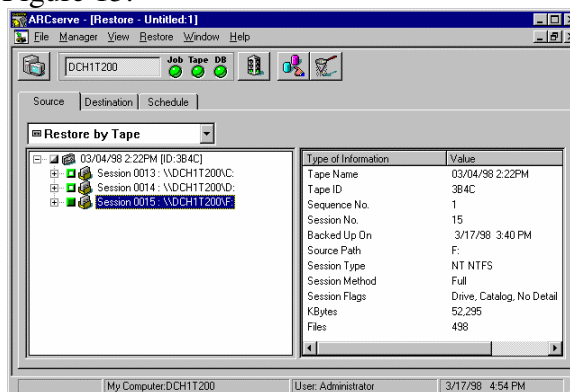 ARCserve - [Restore - Untitled:1]
File Manager View Restore Window Help
DCH1T200 Job Tape DB
Source Destination Schedule
Restore by Tape
03/04/98 2:22PM [ID:3B4C]
Session 0013 : \\DCH1T200\C:
Session 0014 : \\DCH1T200\D:
Session 0015 : \\DCH1T200\F:
Type of Information Value
Tape Name 03/04/98 2:22PM
Tape ID 3B4C
Sequence No. 1
Session No. 15
Backed Up On 3/17/98 3:40 PM
Source Path F:
Session Type NT NTFS
Session Method Full
Session Flags Drive, Catalog, No Detail
KBytes 52,295
Files 498
My Computer:DCH1T200 User: Administrator 3/17/98 4:54 PM